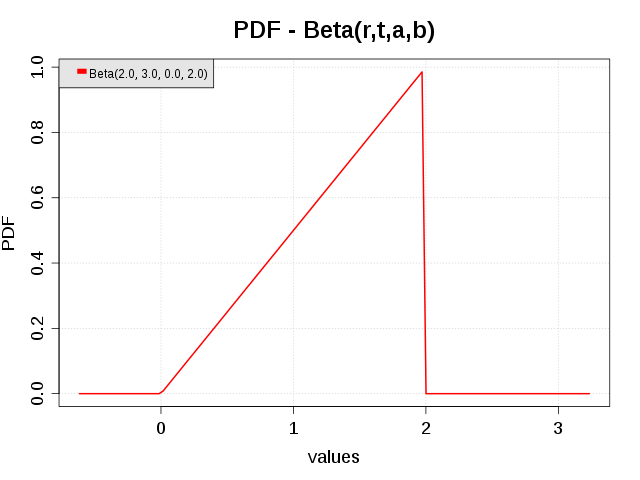 PDF - Beta(r,t,a,b)
Beta(2.0, 3.0, 0.0, 2.0)
PDF
1.0
0.8
0.6
0.4
0.2
0.0
0 1 2 3
values